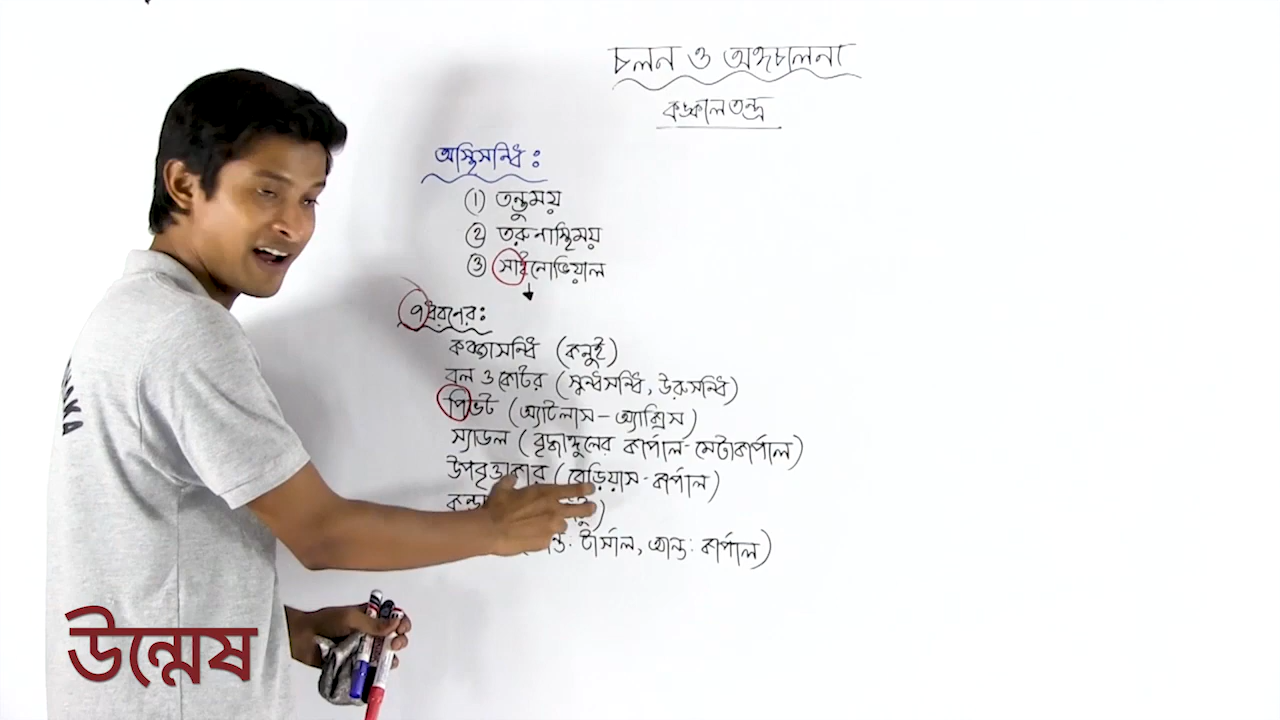 চলন ও অঙ্গচালনা
কঙ্কালতন্ত্র
অস্থিসন্ধি :
(১) তন্তুময়
(২) তরুনাস্থিময়
(৩) সাইনোভিয়াল
৭ ধরনের :
কব্জাসন্ধি (কনুই)
বল ও কোটর (স্কন্ধসন্ধি, উরুসন্ধি)
পিভট (অ্যাটলাস - অ্যাক্সিস)
স্যাডল (বৃদ্ধাঙ্গুলের কার্পাল - মেটাকার্পাল)
উপবৃত্তাকার (রেডিয়াস - কার্পাল)
টার্সাল, আন্ত: কার্পাল)
উন্মেষ